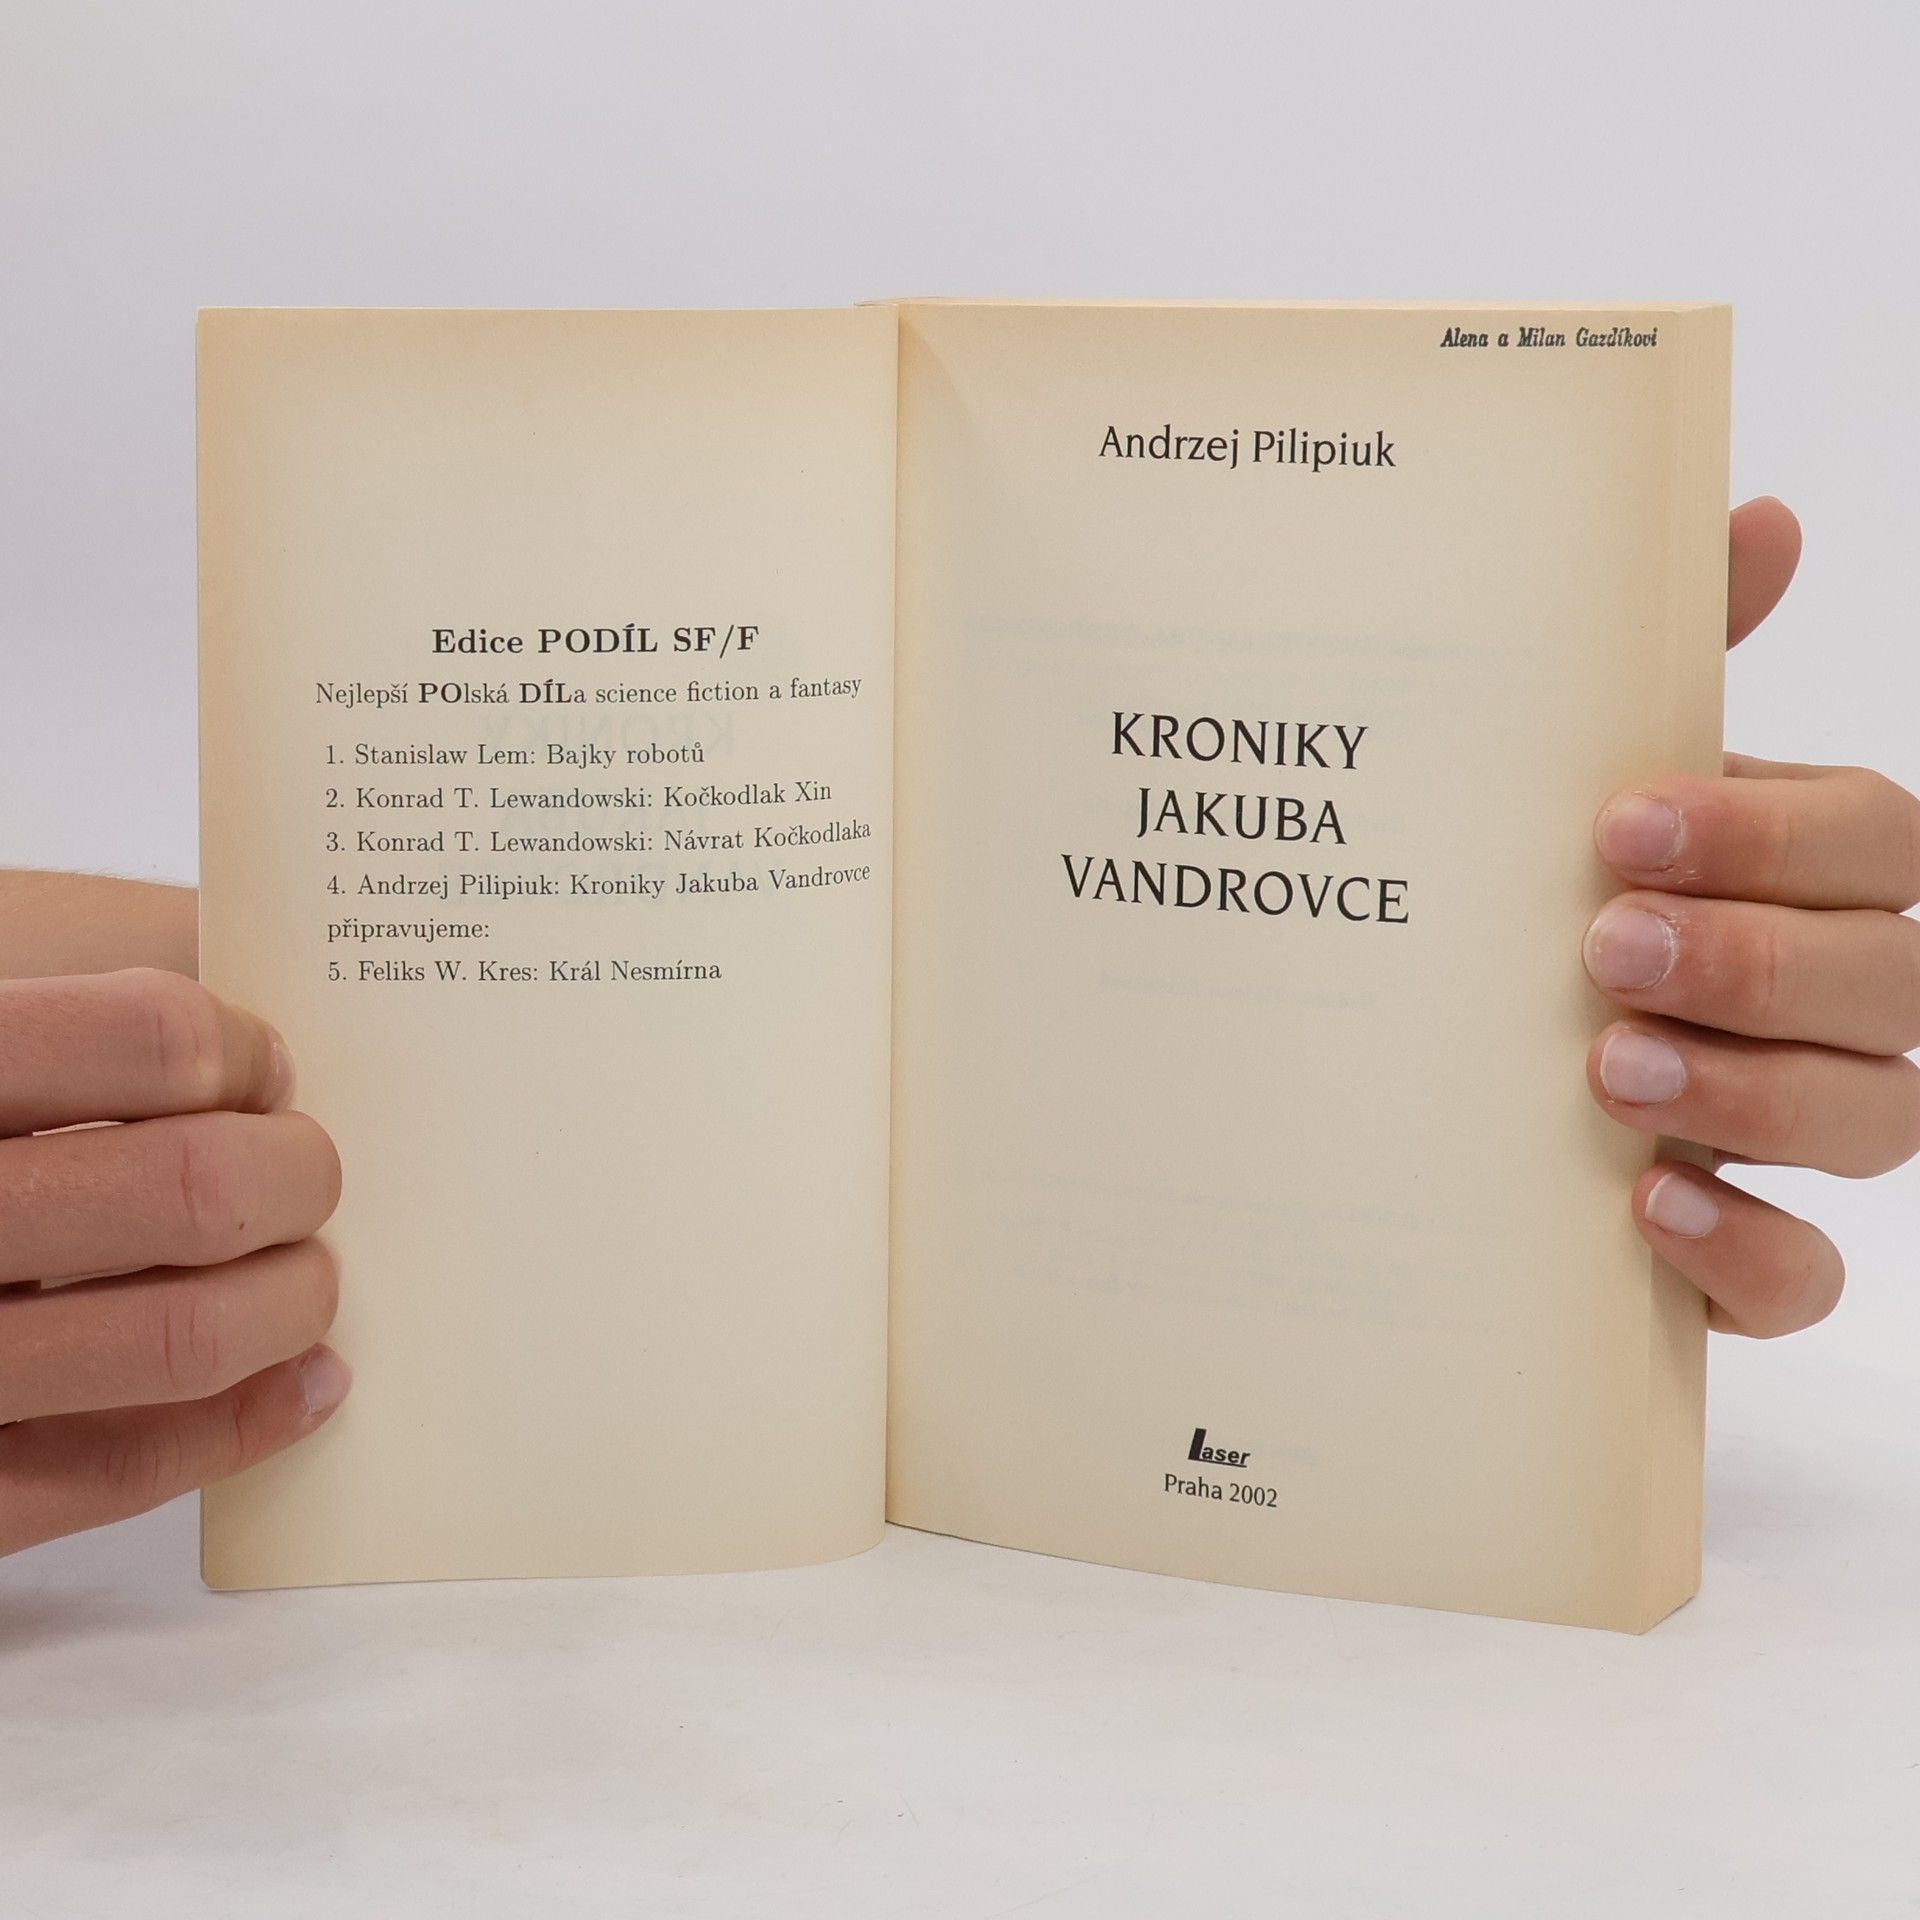 Edice PODÍL SF/F
Nejlepší POlská DÍLa science fiction a fantasy
1. Stanislaw Lem: Bajky robotů
2. Konrad T. Lewandowski: Kočkodlak Xin
3. Konrad T. Lewandowski: Návrat Kočkodlaka
4. Andrzej Pilipiuk: Kroniky Jakuba Vandrovce
připravujeme:
5. Feliks W. Kres: Král Nesmírna
Alena a Milan Gazdíkovi
Andrzej Pilipiuk
KRONIKY
JAKUBA
VANDROVCE
Laser
Praha 2002